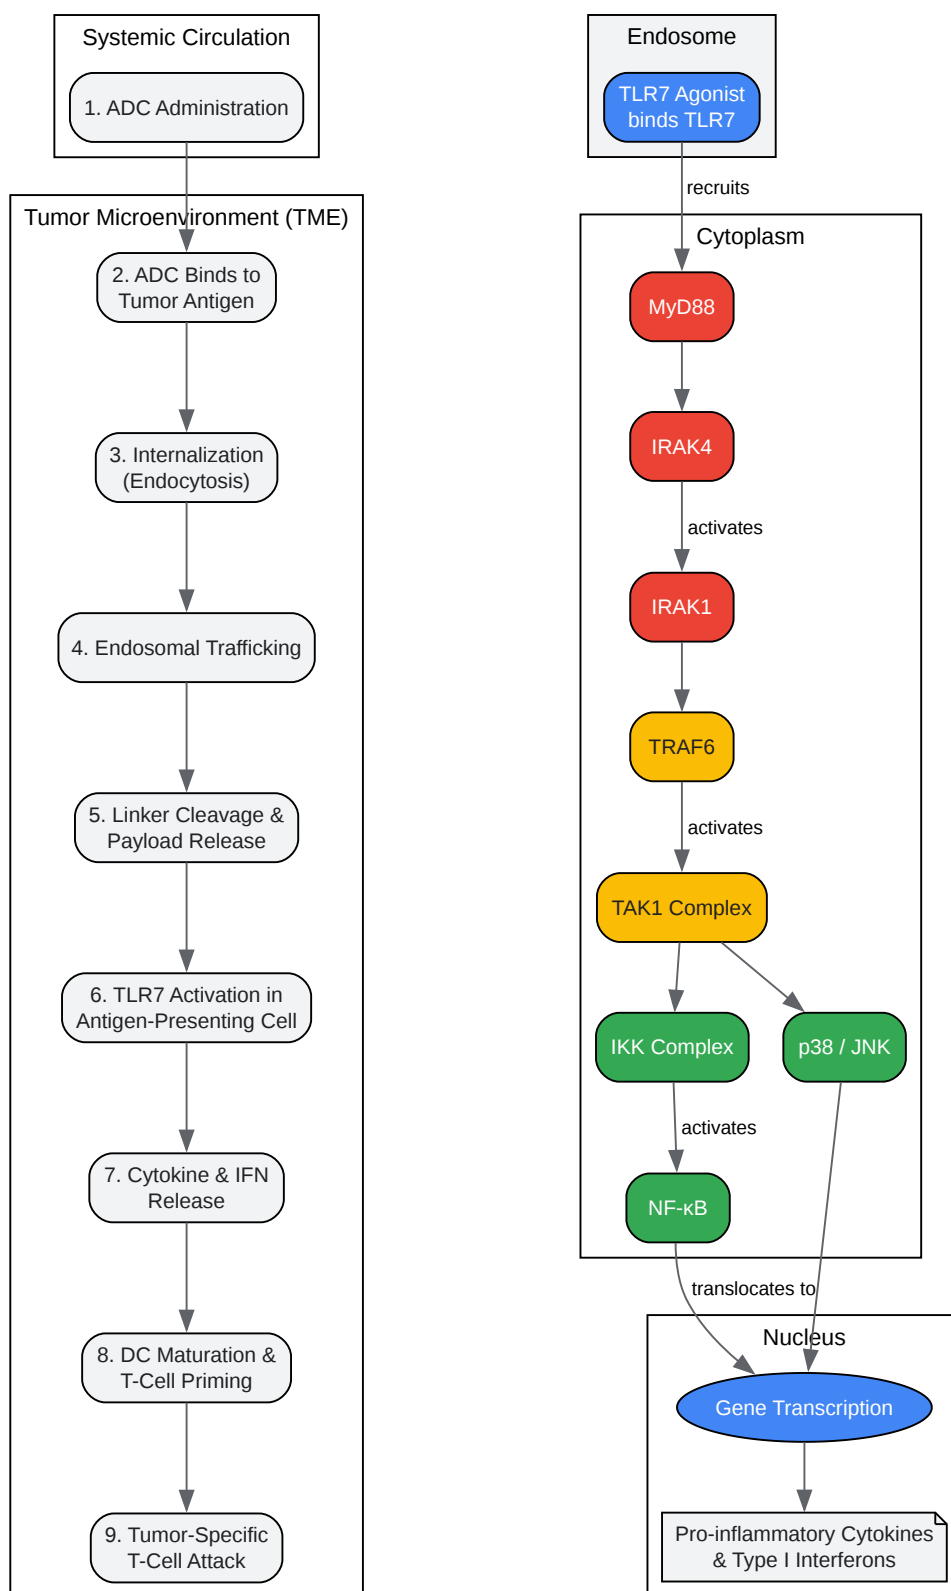 Systemic Circulation
1. ADC Administration
Tumor Microenvironment (TME)
2. ADC Binds to
Tumor Antigen
3. Internalization
(Endocytosis)
4. Endosomal Trafficking
5. Linker Cleavage &
Payload Release
6. TLR7 Activation in
Antigen-Presenting Cell
7. Cytokine & IFN
Release
8. DC Maturation &
T-Cell Priming
9. Tumor-Specific
T-Cell Attack
Endosome
TLR7 Agonist
binds TLR7
recruits
Cytoplasm
MyD88
IRAK4
activates
IRAK1
TRAF6
activates
TAK1 Complex
IKK Complex
p38 / JNK
activates
NF-κB
translocates to
Nucleus
Gene Transcription
Pro-inflammatory Cytokines
& Type I Interferons